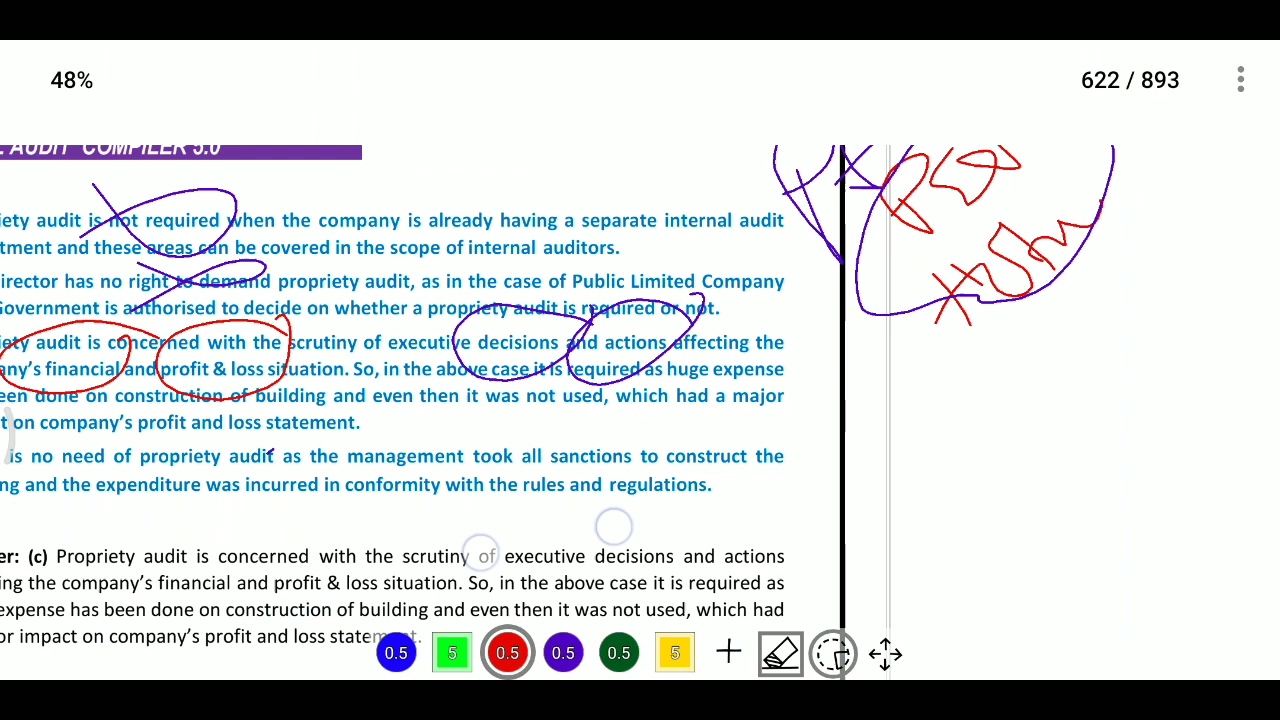 48%
622 / 893
AUDIT COMPILER 5.0
iety audit is not required when the company is already having a separate internal audit
tment and these areas can be covered in the scope of internal auditors.
irector has no right to demand propriety audit, as in the case of Public Limited Company
Government is authorised to decide on whether a propriety audit is required or not.
iety audit is concerned with the scrutiny of executive decisions and actions affecting the
any's financial and profit & loss situation. So, in the above case it is required as huge expense
een done on construction of building and even then it was not used, which had a major
t on company's profit and loss statement.
is no need of propriety audit as the management took all sanctions to construct the
ng and the expenditure was incurred in conformity with the rules and regulations.
er: (c) Propriety audit is concerned with the scrutiny of executive decisions and actions
ing the company's financial and profit & loss situation. So, in the above case it is required as
expense has been done on construction of building and even then it was not used, which had
or impact on company's profit and loss statement.
0.5 5 0.5 0.5 0.5 5